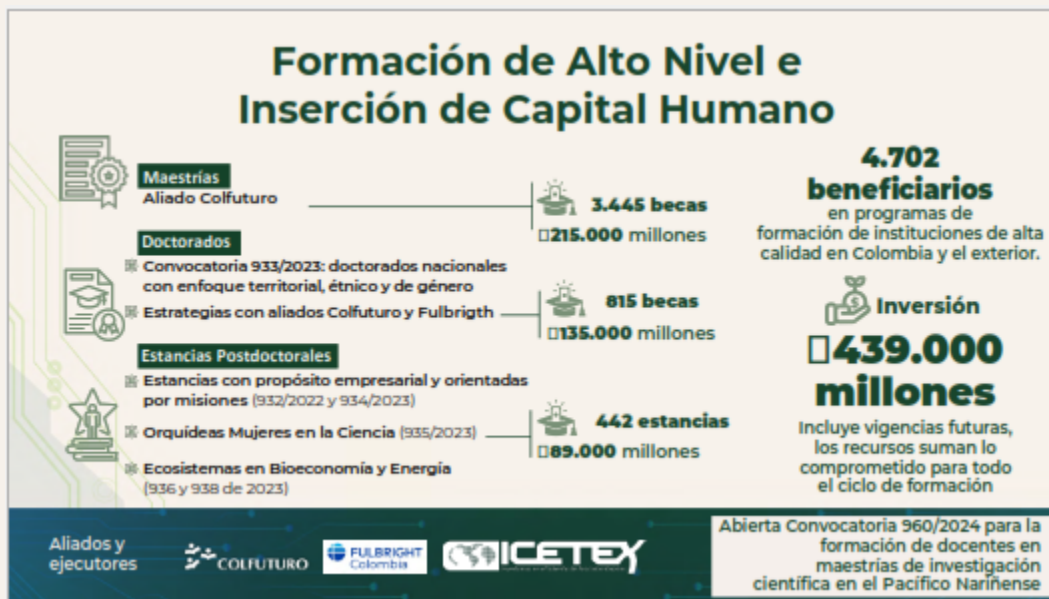 Formación de Alto Nivel e
Inserción de Capital Humano
Maestrías
Aliado Colfuturo
3.445 becas
▯215.000 millones
Doctorados
Convocatoria 933/2023: doctorados nacionales
con enfoque territorial, étnico y de género
Estrategias con aliados Colfuturo y Fulbrigth
815 becas
▯135.000 millones
Estancias Postdoctorales
Estancias con propósito empresarial y orientadas
por misiones (932/2022 y 934/2023)
Orquídeas Mujeres en la Ciencia (935/2023)
Ecosistemas en Bioeconomía y Energía
(936 y 938 de 2023)
442 estancias
▯89.000 millones
4.702
beneficiarios
en programas de
formación de instituciones de alta
calidad en Colombia y el exterior.
Inversión
▯439.000
millones
Incluye vigencias futuras,
los recursos suman lo
comprometido para todo
el ciclo de formación
Aliados y
ejecutores
COLFUTURO
FULBRIGHT
Colombia
ICETEX
Abierta Convocatoria 960/2024 para la
formación de docentes en
maestrías de investigación
científica en el Pacífico Nariñense